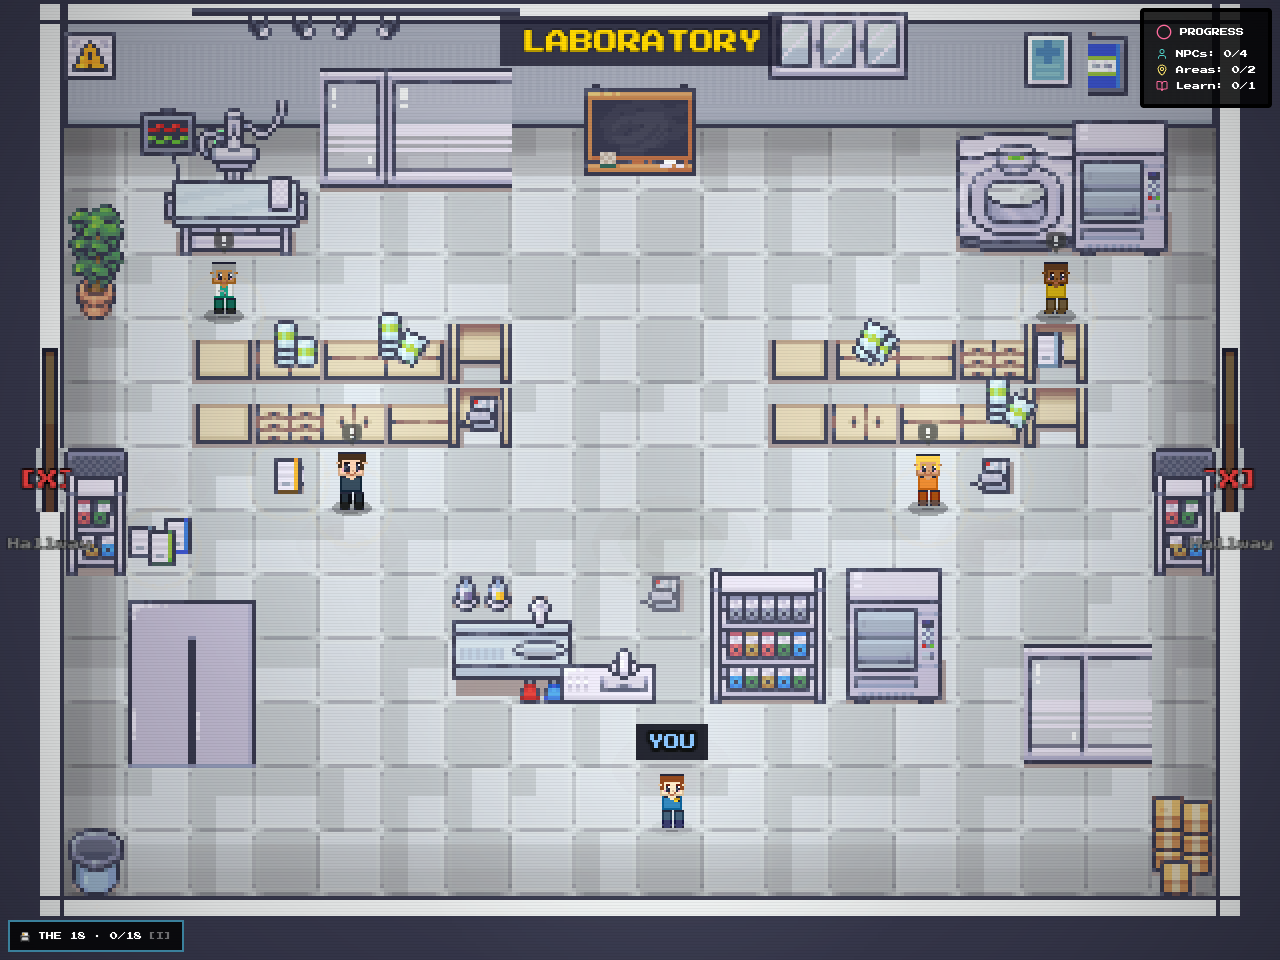 LABORATORY
PROGRESS
NPCs: 0/4
Areas: 0/2
Learn: 0/1
[X]
[X]
Hallway
Hallway
YOU
THE 18 · 0/18 [I]